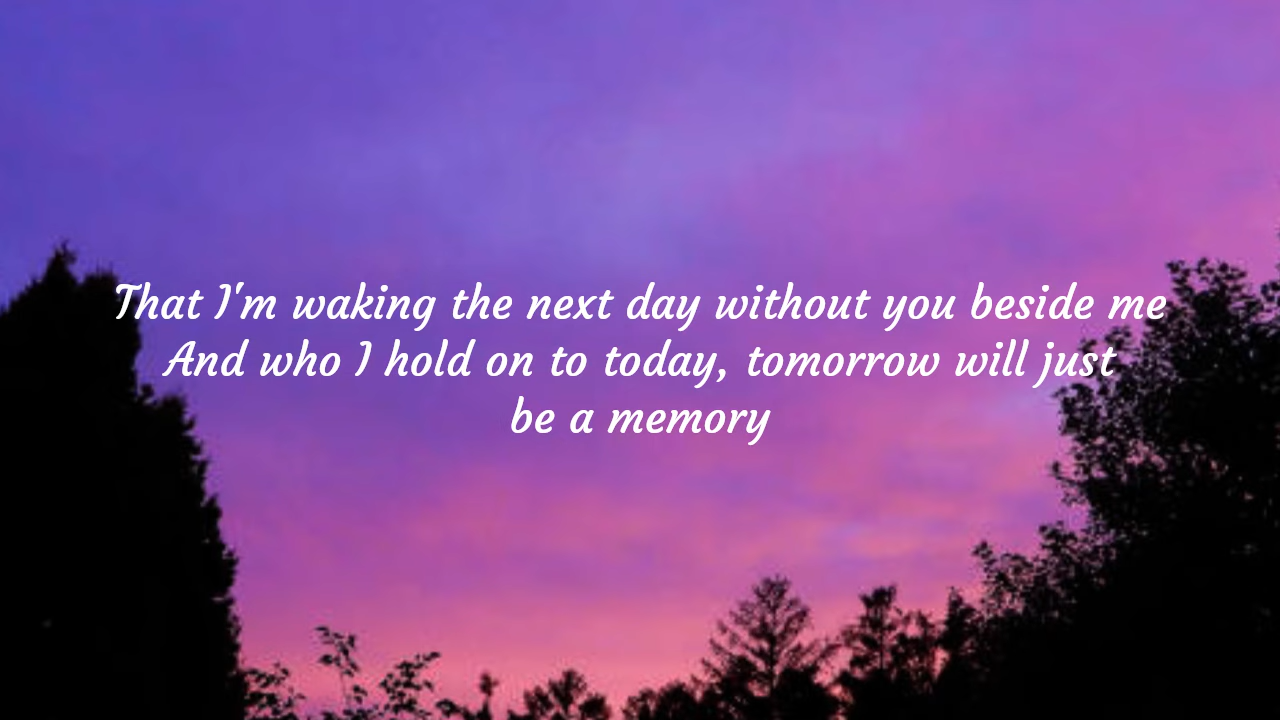 That I'm waking the next day without you beside me
And who I hold on to today, tomorrow will just
be a memory